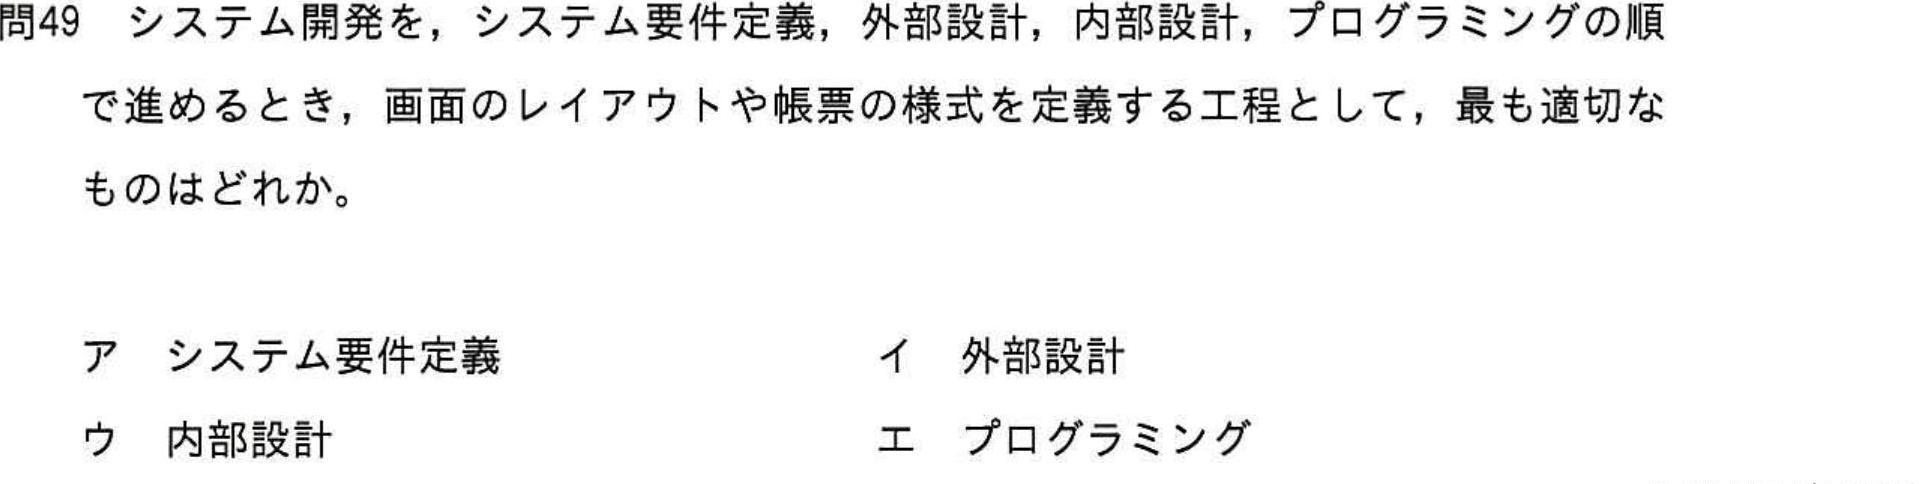 問49 システム開発を，システム要件定義，外部設計，内部設計，プログラミングの順
で進めるとき，画面のレイアウトや帳票の様式を定義する工程として，最も適切な
ものはどれか。
ア システム要件定義 イ 外部設計
ウ 内部設計 エ プログラミング